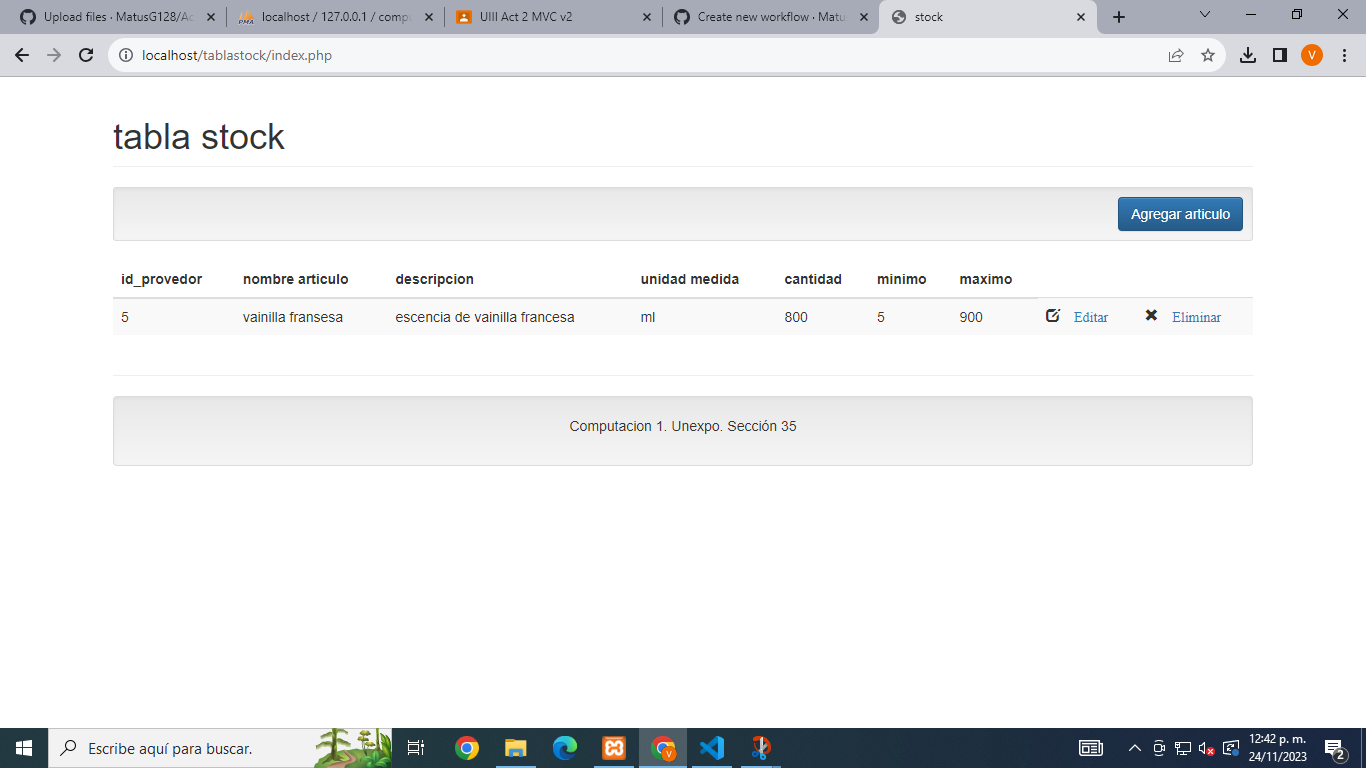 Upload files · MatusG128/Ac
localhost / 127.0.0.1 / compu
UIII Act 2 MVC v2
Create new workflow · Matu
stock
localhost/tablastock/index.php
V
tabla stock
Agregar articulo
id_provedor nombre articulo descripcion unidad medida cantidad minimo maximo
5 vainilla fransesa escencia de vainilla francesa ml 800 5 900 Editar Eliminar
Computacion 1. Unexpo. Sección 35
Escribe aquí para buscar.
12:42 p. m.
24/11/2023
2